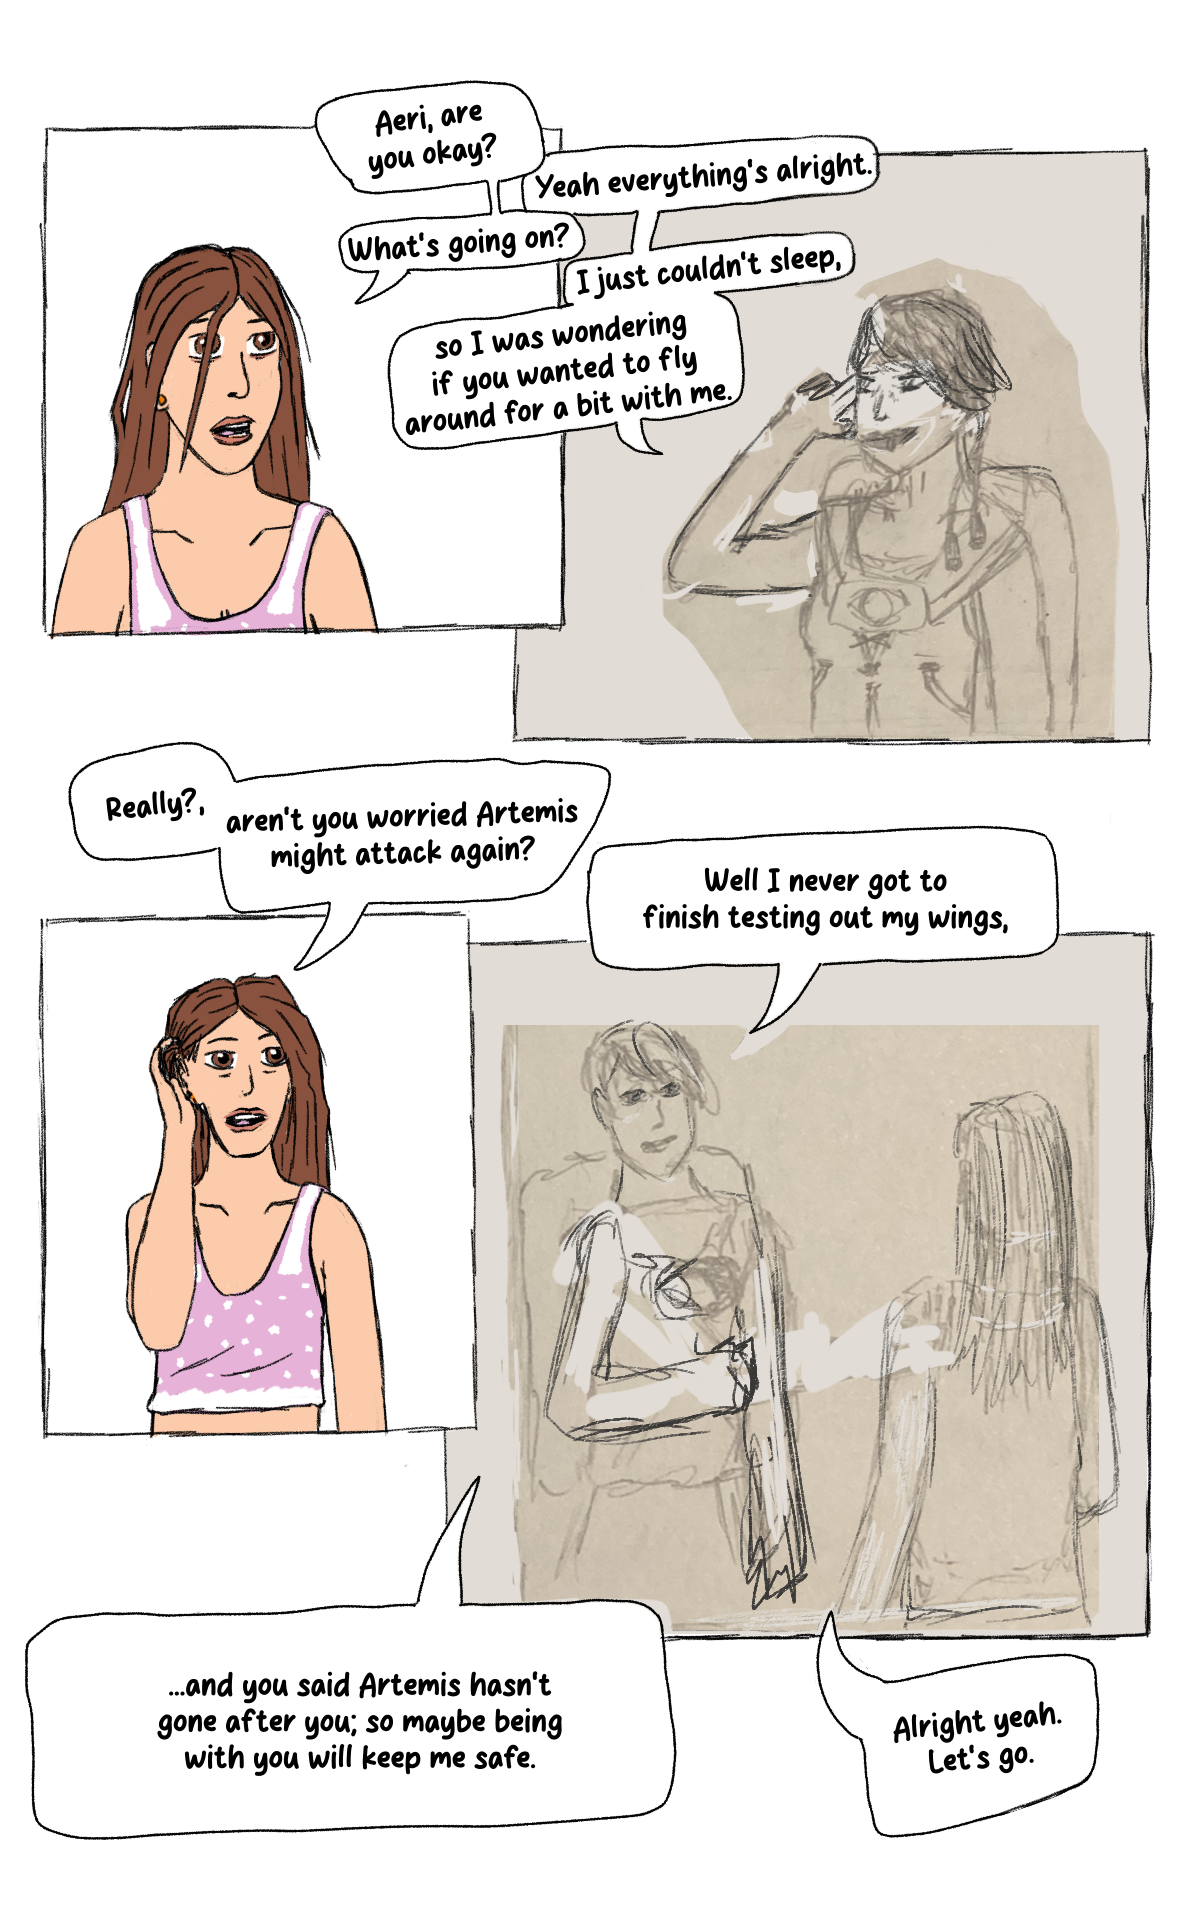 Aeri, are
you okay?
What's going on?
Yeah everything's alright.
I just couldn't sleep,
so I was wondering
if you wanted to fly
around for a bit with me.
Really?,
aren't you worried Artemis
might attack again?
Well I never got to
finish testing out my wings,
...and you said Artemis hasn't
gone after you; so maybe being
with you will keep me safe.
Alright yeah.
Let's go.